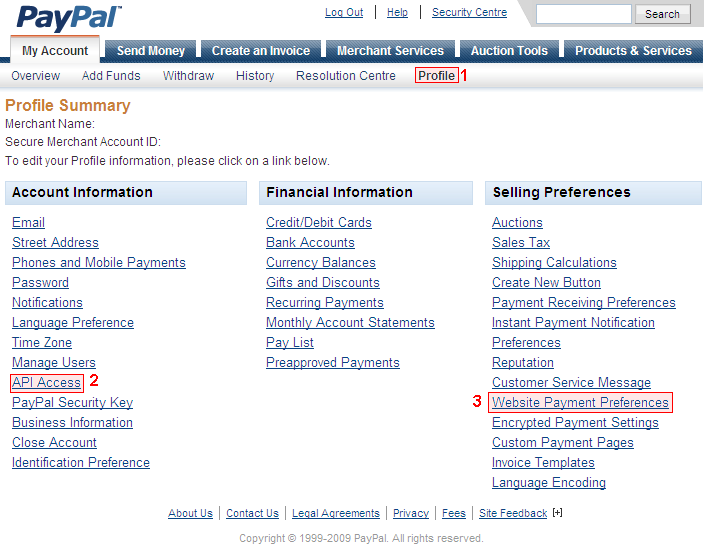 PayPal™
Log Out | Help | Security Centre
Search
My Account Send Money Create an Invoice Merchant Services Auction Tools Products & Services
Overview Add Funds Withdraw History Resolution Centre Profile 1
Profile Summary
Merchant Name:
Secure Merchant Account ID:
To edit your Profile information, please click on a link below.
Account Information
Email
Street Address
Phones and Mobile Payments
Password
Notifications
Language Preference
Time Zone
Manage Users
API Access 2
PayPal Security Key
Business Information
Close Account
Identification Preference
Financial Information
Credit/Debit Cards
Bank Accounts
Currency Balances
Gifts and Discounts
Recurring Payments
Monthly Account Statements
Pay List
Preapproved Payments
Selling Preferences
Auctions
Sales Tax
Shipping Calculations
Create New Button
Payment Receiving Preferences
Instant Payment Notification
Preferences
Reputation
Customer Service Message
3 Website Payment Preferences
Encrypted Payment Settings
Custom Payment Pages
Invoice Templates
Language Encoding
About Us | Contact Us | Legal Agreements | Privacy | Fees | Site Feedback [+]
Copyright © 1999-2009 PayPal. All rights reserved.